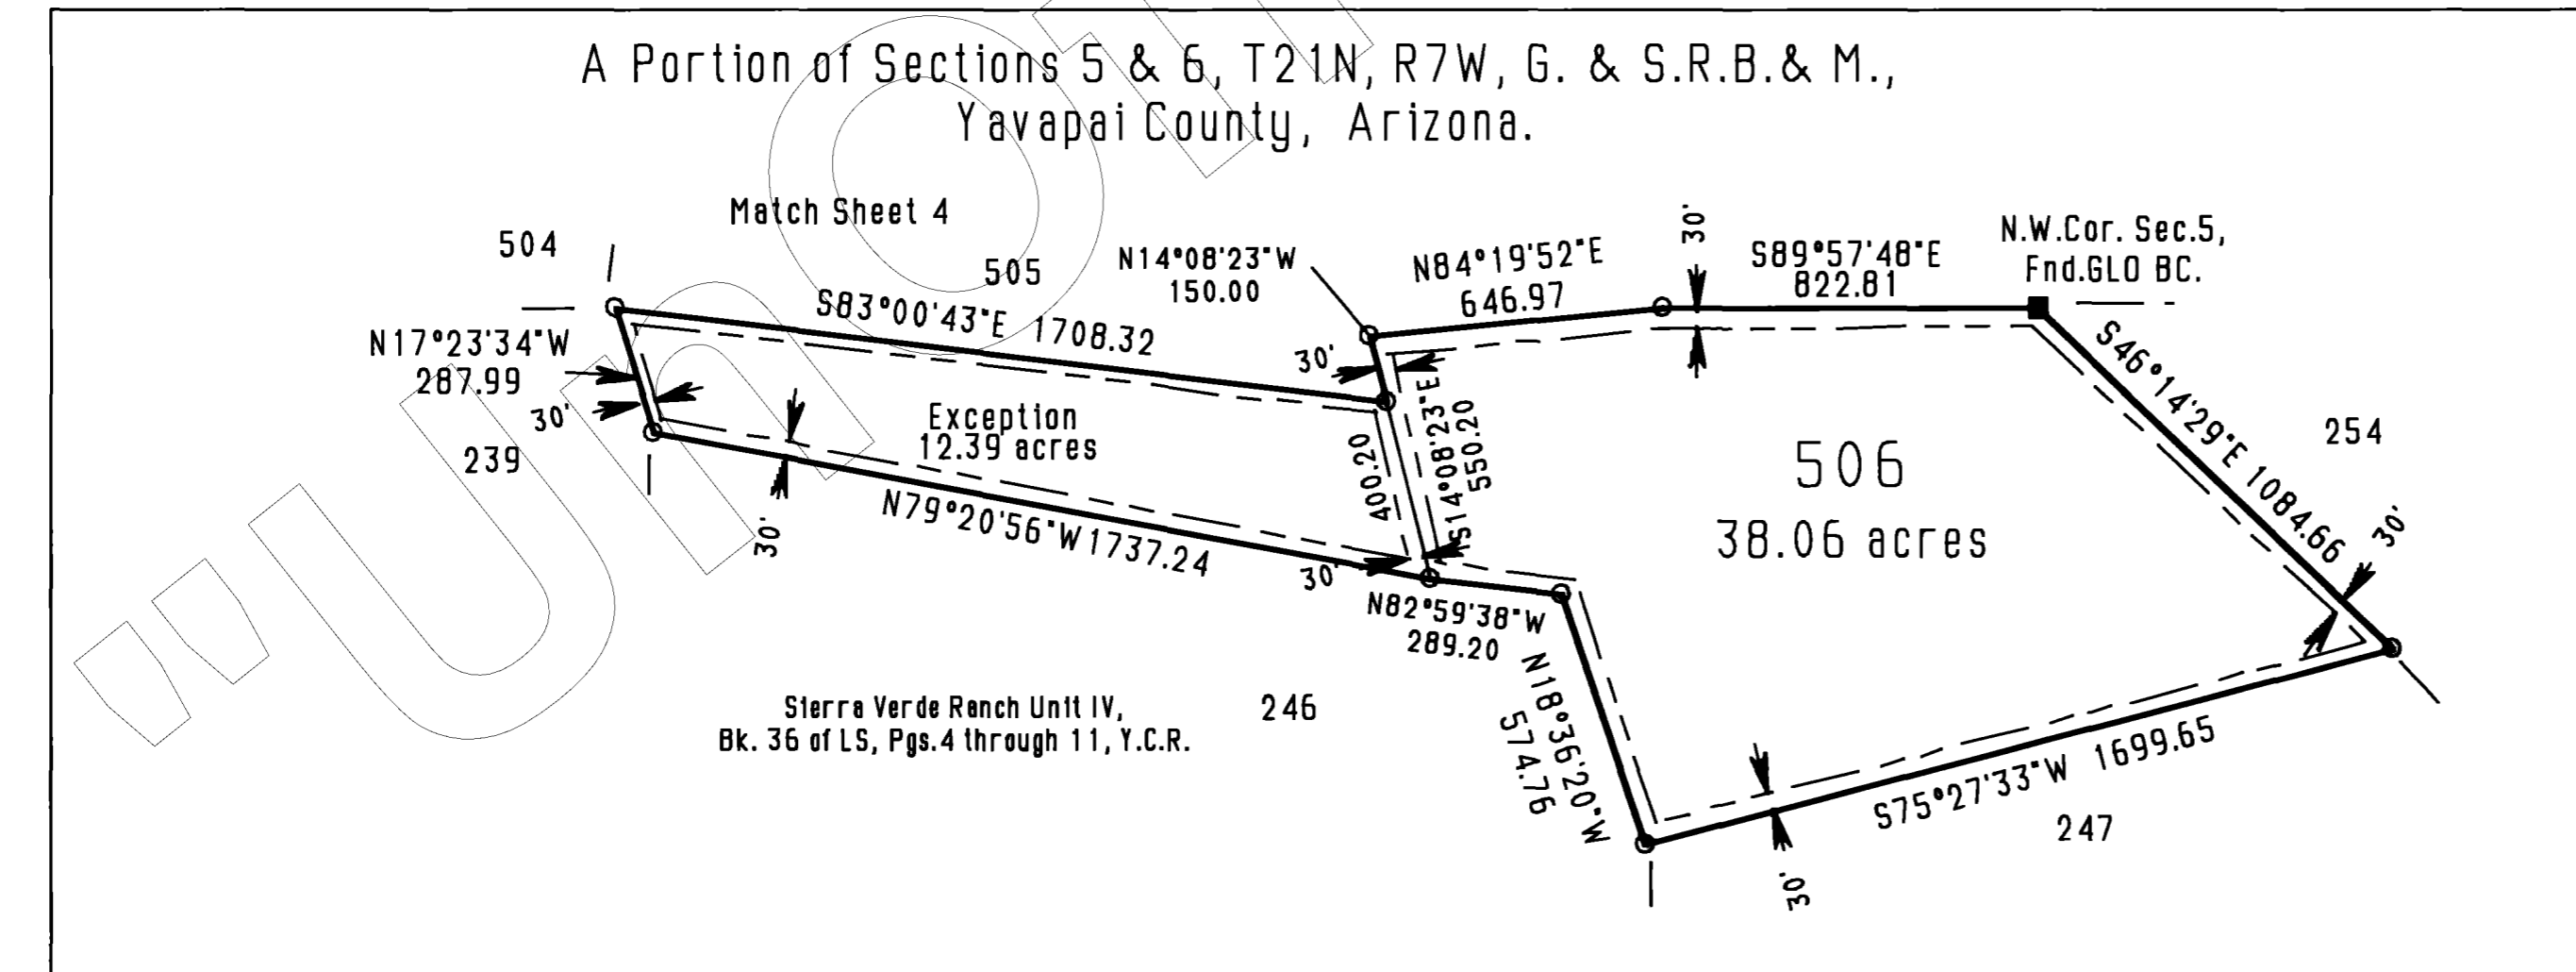 A Portion of Sections 5 & 6, T21N, R7W, G. & S.R.B.& M.,
Yavapai County, Arizona.
Match Sheet 4
504
505
N14°08'23"W
150.00
N84°19'52"E
646.97
30'
S89°57'48"E
822.81
N.W.Cor. Sec.5,
Fnd.GLO BC.
S83°00'43"E 1708.32
N17°23'34"W
287.99
30'
239
Exception
12.39 acres
30'
N79°20'56"W 1737.24
30'
400.20
S14°08'23"E
550.20
30'
506
38.06 acres
S46°14'29"E 1084.66
254
30'
N82°59'38"W
289.20
N18°36'20"W
574.76
Sierra Verde Ranch Unit IV,
Bk. 36 of LS, Pgs.4 through 11, Y.C.R.
246
S75°27'33"W 1699.65
247
30'